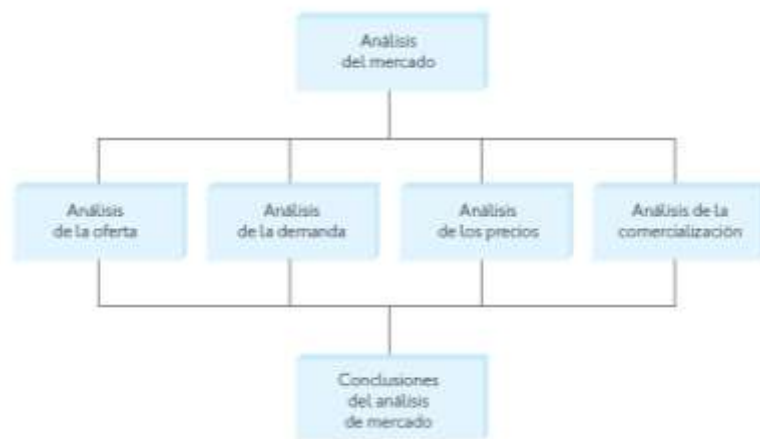 Análisis
del mercado
Análisis
de la oferta
Análisis
de la demanda
Análisis
de los precios
Análisis de la
comercialización
Conclusiones
del análisis
de mercado